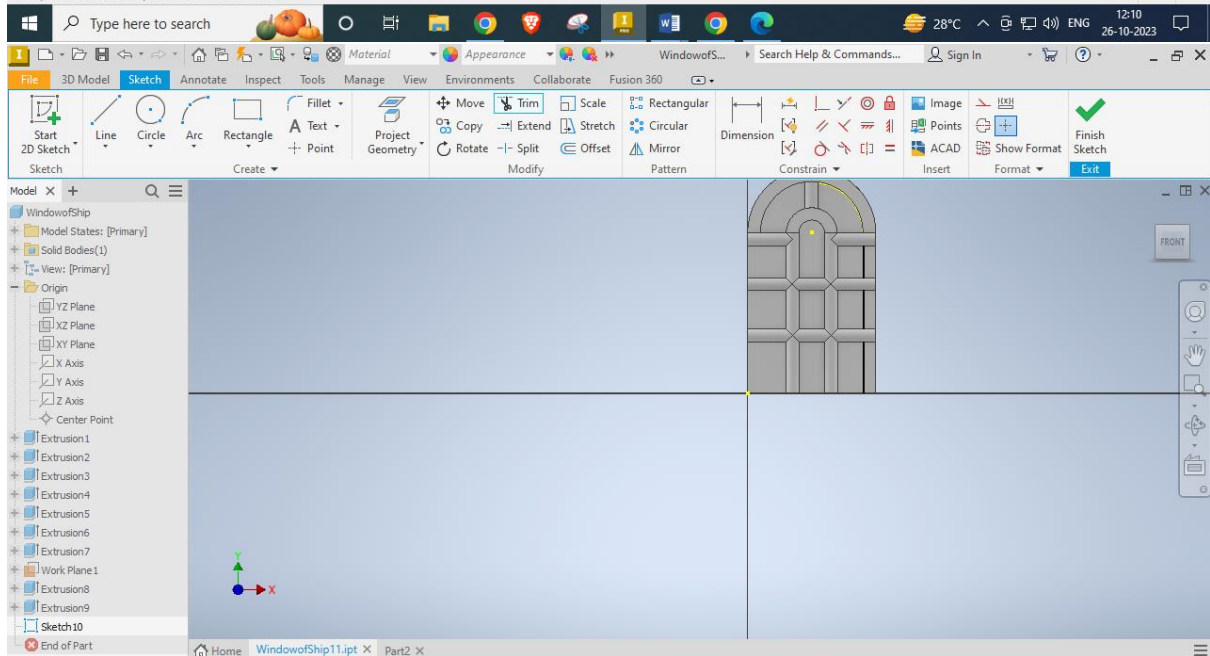 Type here to search
28°C
ENG
12:10
26-10-2023
Material
Appearance
WindowofS...
Search Help & Commands...
Sign In
File 3D Model Sketch Annotate Inspect Tools Manage View Environments Collaborate Fusion 360
Start 2D Sketch
Line
Circle
Arc
Rectangle
Fillet
Text
Point
Project Geometry
Move
Copy
Rotate
Trim
Extend
Split
Scale
Stretch
Offset
Rectangular
Circular
Mirror
Dimension
Image
Points
ACAD
Show Format
Finish Sketch
Sketch
Create
Modify
Pattern
Constrain
Insert
Format
Exit
Model
WindowofShip
Model States: [Primary]
Solid Bodies(1)
View: [Primary]
Origin
YZ Plane
XZ Plane
XY Plane
X Axis
Y Axis
Z Axis
Center Point
Extrusion1
Extrusion2
Extrusion3
Extrusion4
Extrusion5
Extrusion6
Extrusion7
Work Plane1
Extrusion8
Extrusion9
Sketch10
End of Part
FRONT
Y
X
Home
WindowofShip11.ipt
Part2